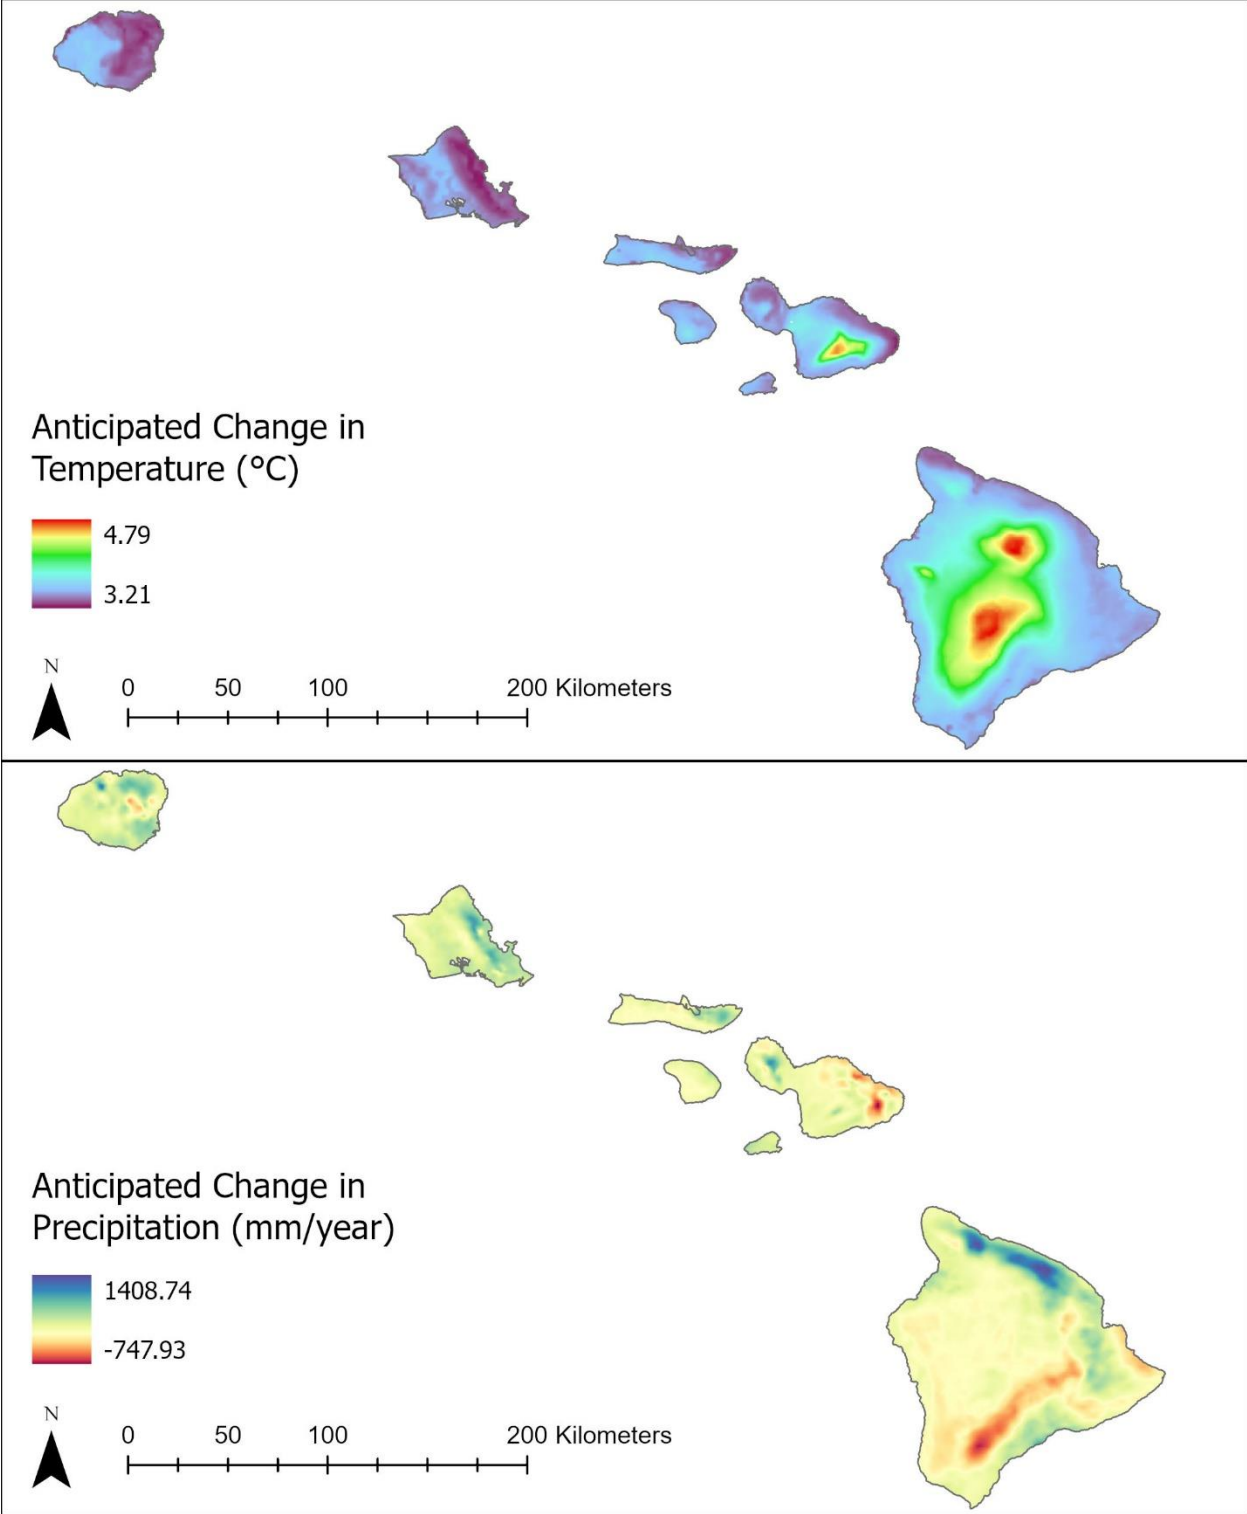 Anticipated Change in
Temperature (°C)
4.79
3.21
N
0 50 100 200 Kilometers
Anticipated Change in
Precipitation (mm/year)
1408.74
-747.93
N
0 50 100 200 Kilometers